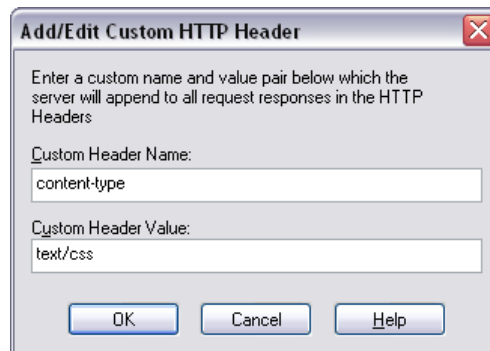 Add/Edit Custom HTTP Header
Enter a custom name and value pair below which the
server will append to all request responses in the HTTP
Headers
Custom Header Name:
content-type
Custom Header Value:
text/css
OK
Cancel
Help